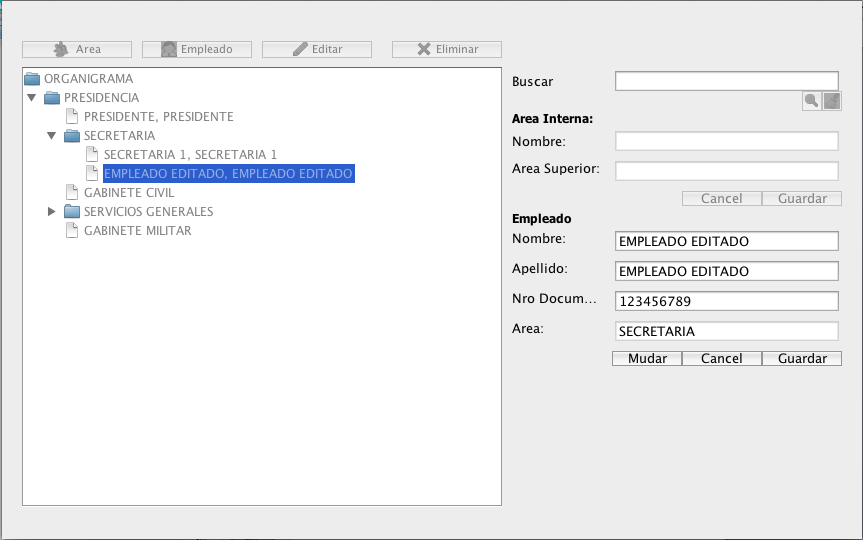 Area Empleado Editar Eliminar
ORGANIGRAMA
PRESIDENCIA
PRESIDENTE, PRESIDENTE
SECRETARIA
SECRETARIA 1, SECRETARIA 1
EMPLEADO EDITADO, EMPLEADO EDITADO
GABINETE CIVIL
SERVICIOS GENERALES
GABINETE MILITAR
Buscar
Area Interna:
Nombre:
Area Superior:
Cancel Guardar
Empleado
Nombre: EMPLEADO EDITADO
Apellido: EMPLEADO EDITADO
Nro Docum... 123456789
Area: SECRETARIA
Mudar Cancel Guardar